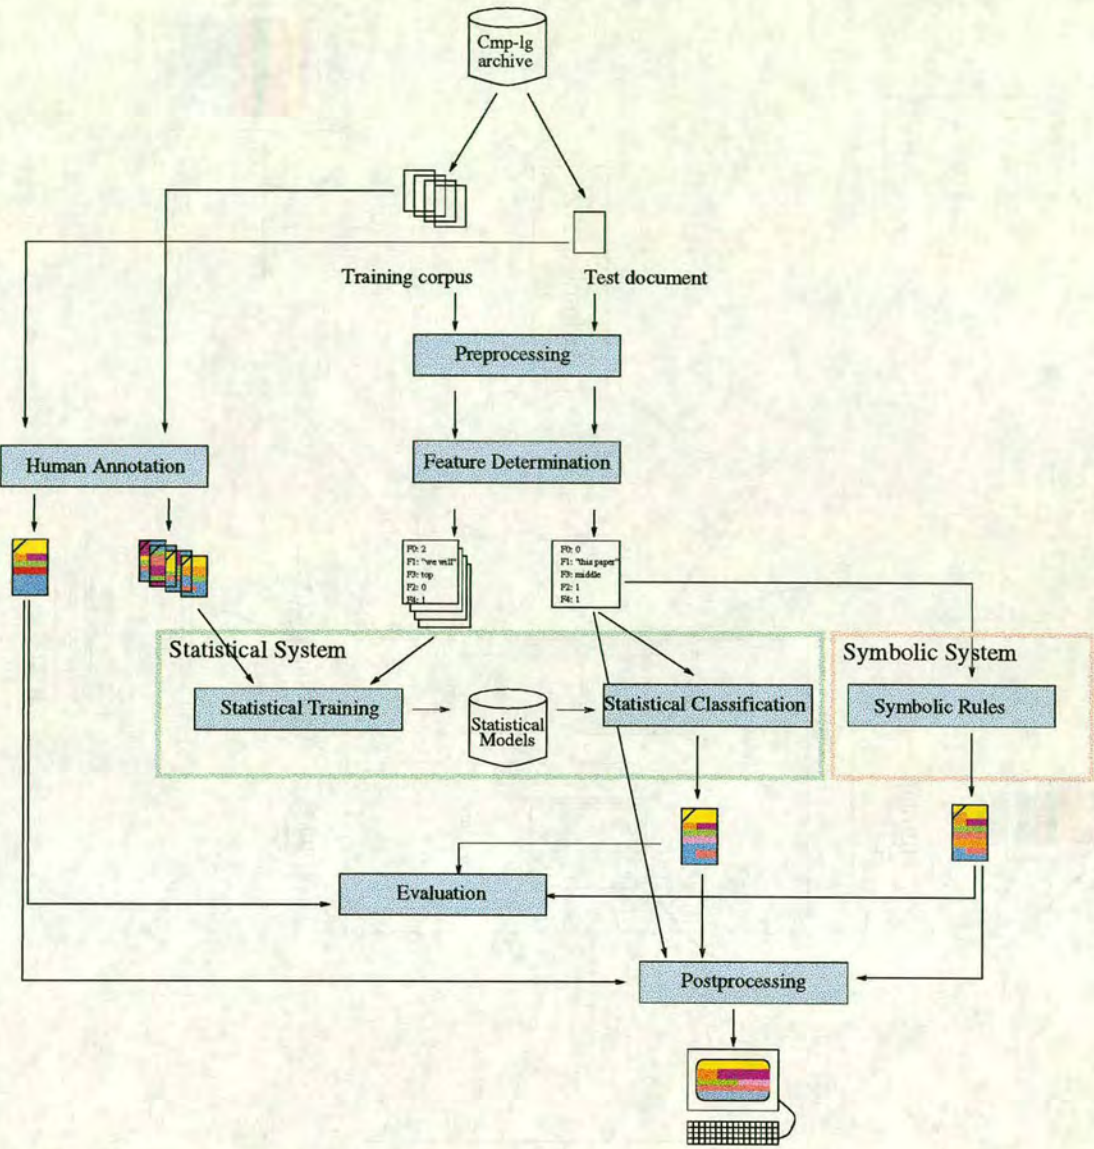 Cmp-lg
archive
Training corpus
Test document
Preprocessing
Human Annotation
Feature Determination
F0: 2
F1: "we will"
F3: top
F2: 0
F4: 1
F0: 0
F1: "this paper"
F3: middle
F2: 1
F4: 1
Statistical System
Symbolic System
Statistical Training
Statistical
Models
Statistical Classification
Symbolic Rules
Evaluation
Postprocessing